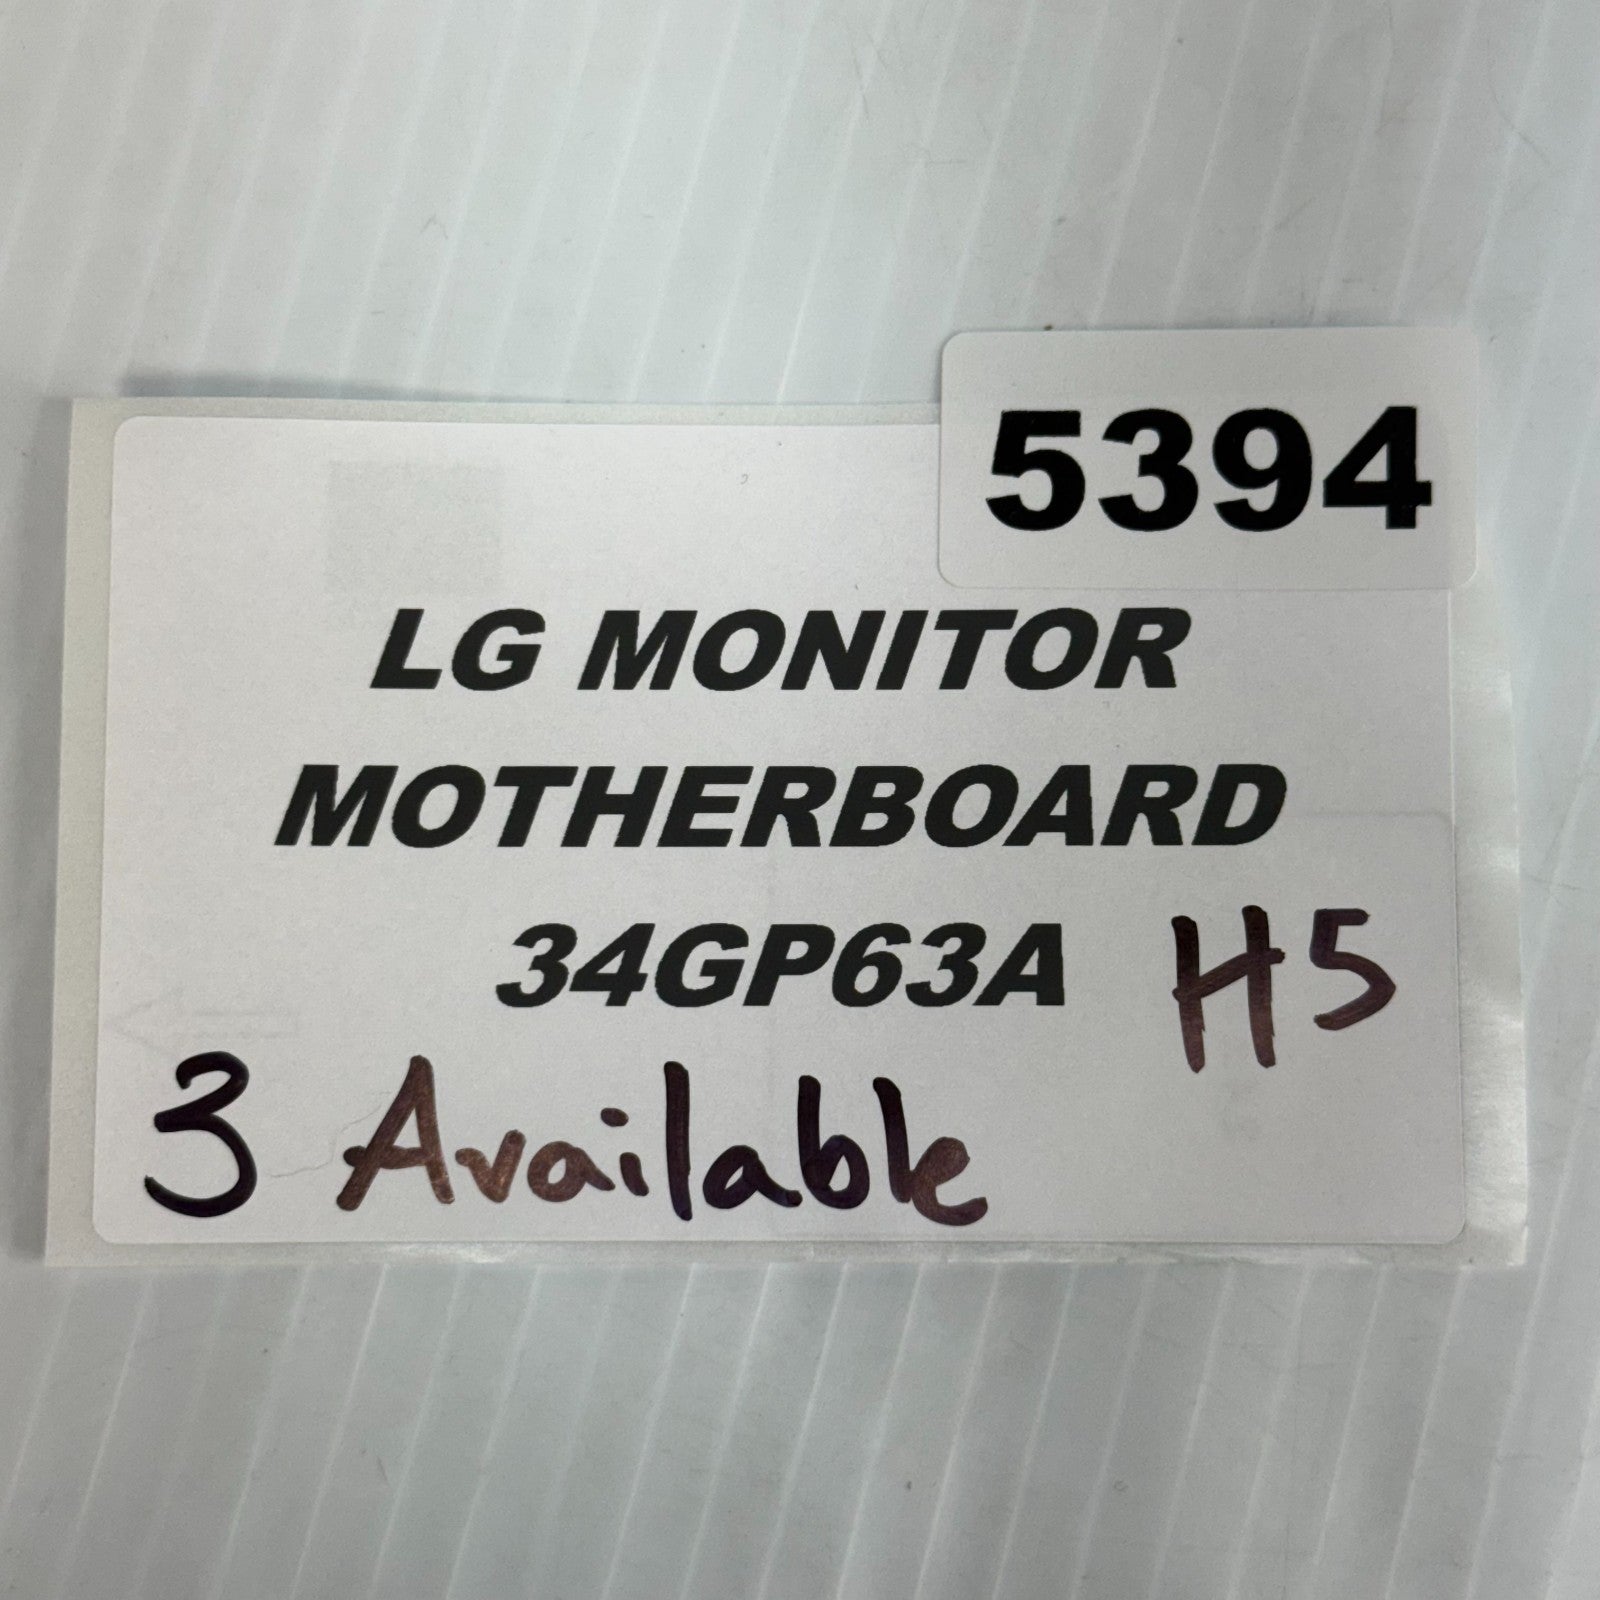 5394
LG MONITOR
MOTHERBOARD
34GP63A H5
3 Available